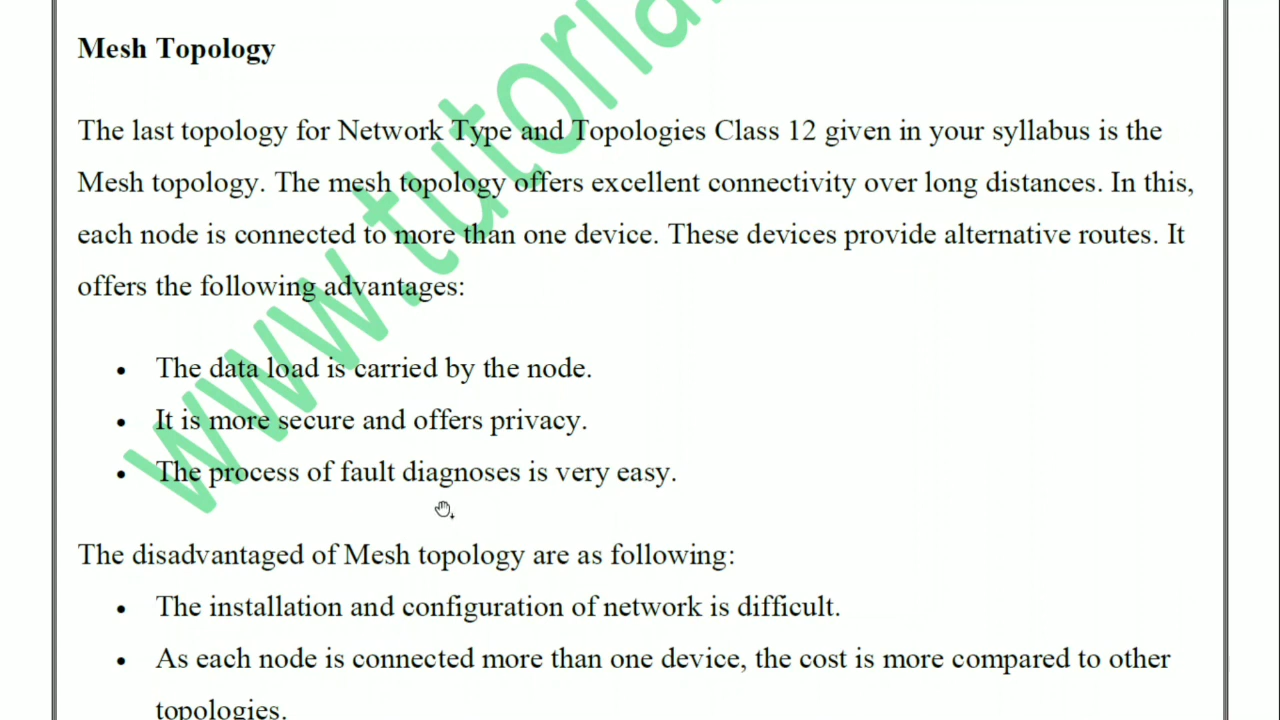 Mesh Topology
The last topology for Network Type and Topologies Class 12 given in your syllabus is the
Mesh topology. The mesh topology offers excellent connectivity over long distances. In this,
each node is connected to more than one device. These devices provide alternative routes. It
offers the following advantages:
• The data load is carried by the node.
• It is more secure and offers privacy.
• The process of fault diagnoses is very easy.
The disadvantaged of Mesh topology are as following:
• The installation and configuration of network is difficult.
• As each node is connected more than one device, the cost is more compared to other
topologies.
www.tutoria